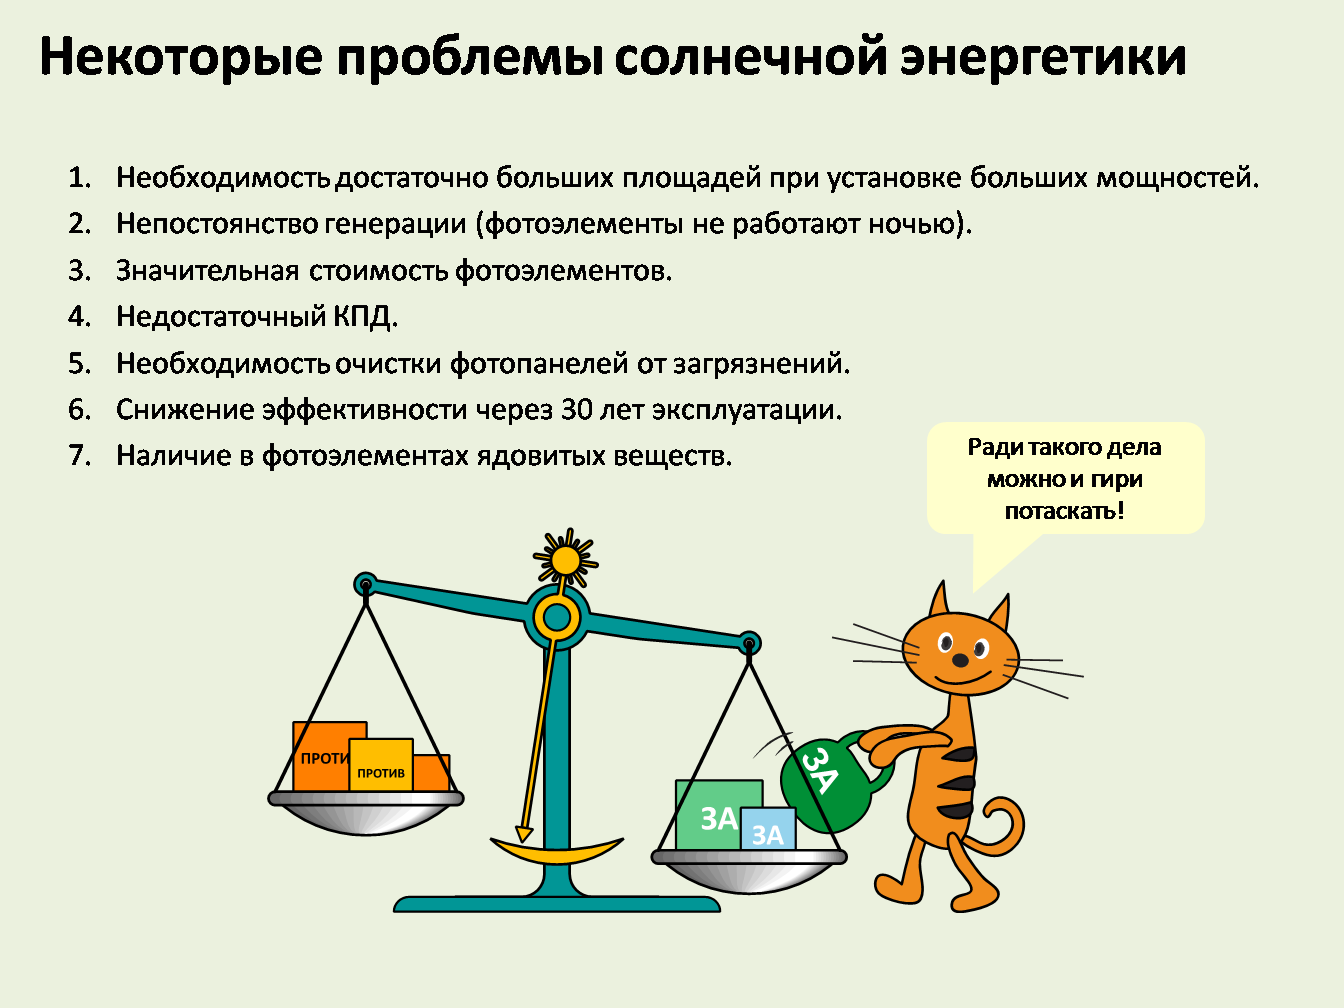 Некоторые проблемы солнечной энергетики
1. Необходимость достаточно больших площадей при установке больших мощностей.
2. Непостоянство генерации (фотоэлементы не работают ночью).
3. Значительная стоимость фотоэлементов.
4. Недостаточный КПД.
5. Необходимость очистки фотопанелей от загрязнений.
6. Снижение эффективности через 30 лет эксплуатации.
7. Наличие в фотоэлементах ядовитых веществ.
Ради такого дела
можно и гири
потаскать!
ПРОТИ
ПРОТИВ
ЗА
ЗА
ЗА